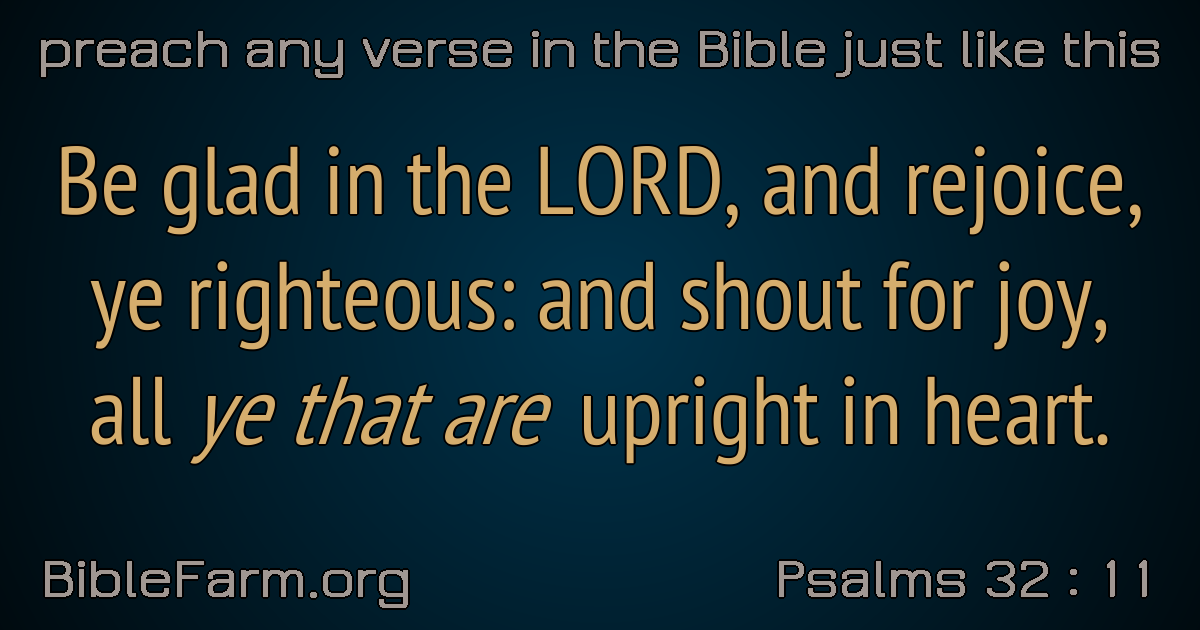 preach any verse in the Bible just like this
Be glad in the LORD, and rejoice,
ye righteous: and shout for joy,
all ye that are upright in heart.
BibleFarm.org
Psalms 32 : 11